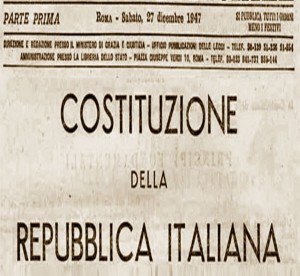 PARTE PRIMA
ROMA - Sabato, 27 dicembre 1947
SI PUBBLICA TUTTI I GIORNI
MENO I FESTIVI
DIREZIONE E REDAZIONE PRESSO IL MINISTERO DI GRAZIA E GIUSTIZIA - UFFICIO PUBBLICAZIONI DELLE LEGGI - TELEF.
AMMINISTRAZIONE PRESSO LA LIBRERIA DELLO STATO - PIAZZA GIUSEPPE VERDI 10, ROMA - TELEF.
COSTITUZIONE
DELLA
REPUBBLICA ITALIANA